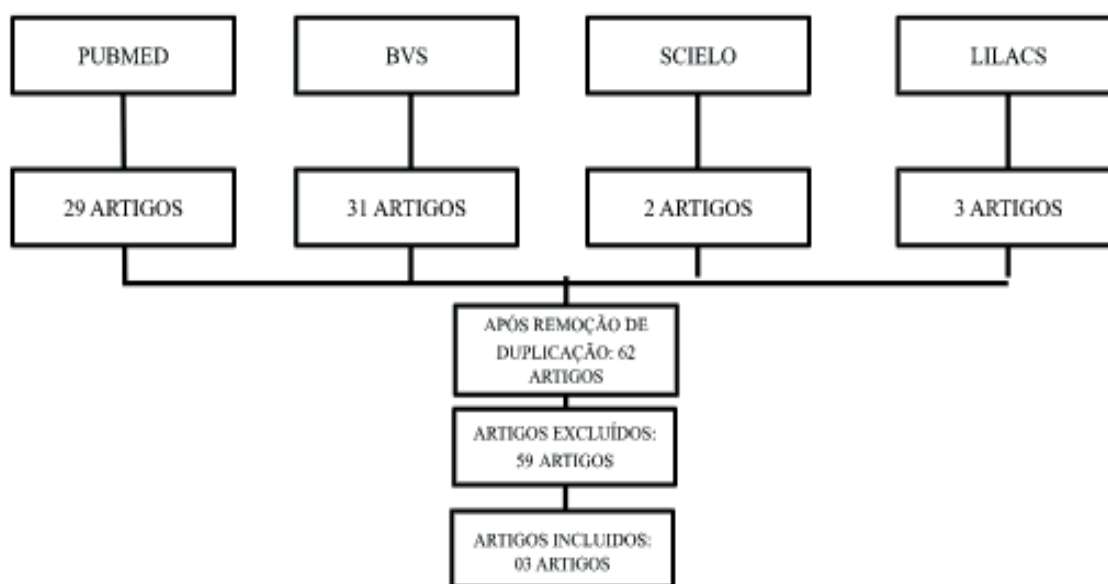 PUBMED
BVS
SCIELO
LILACS
29 ARTIGOS
31 ARTIGOS
2 ARTIGOS
3 ARTIGOS
APÓS REMOÇÃO DE
DUPLICAÇÃO: 62
ARTIGOS
ARTIGOS EXCLUÍDOS:
59 ARTIGOS
ARTIGOS INCLUIDOS:
03 ARTIGOS